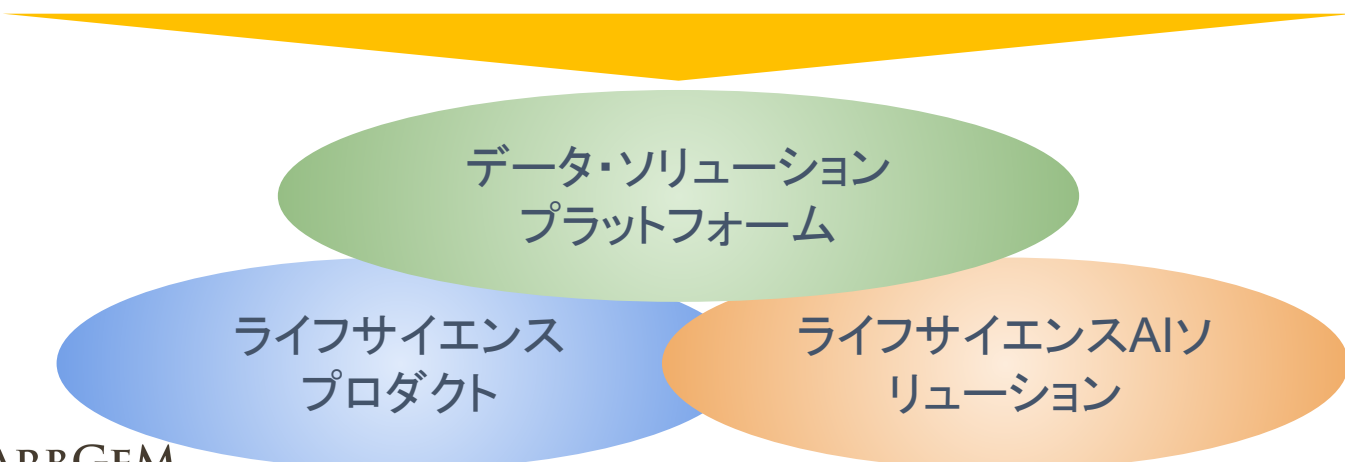 データ・ソリューション
プラットフォーム
ライフサイエンス
プロダクト
ライフサイエンスAIソ
リューション